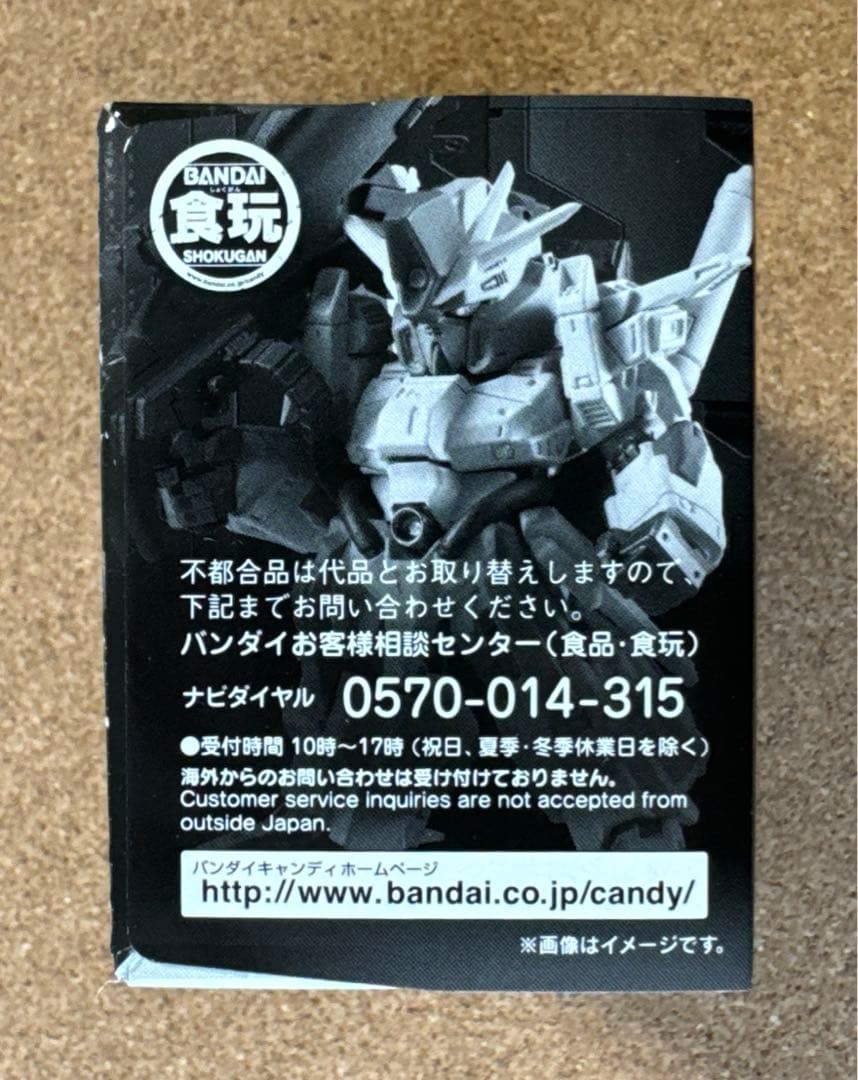 BANDAI
しょくがん
食玩
SHOKUGAN
www.bandai.co.jp/candy
不都合品は代品とお取り替えしますので、
下記までお問い合わせください。
バンダイお客様相談センター(食品・食玩)
ナビダイヤル 0570-014-315
●受付時間 10時～17時(祝日、夏季・冬季休業日を除く)
海外からのお問い合わせは受け付けておりません。
Customer service inquiries are not accepted from
outside Japan.
バンダイキャンディホームページ
http://www.bandai.co.jp/candy/
※画像はイメージです。